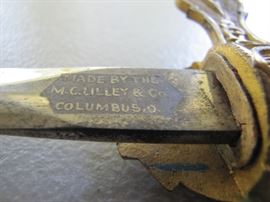 MADE BY THE
M.C. LILLEY & Co.
COLUMBUS, O.